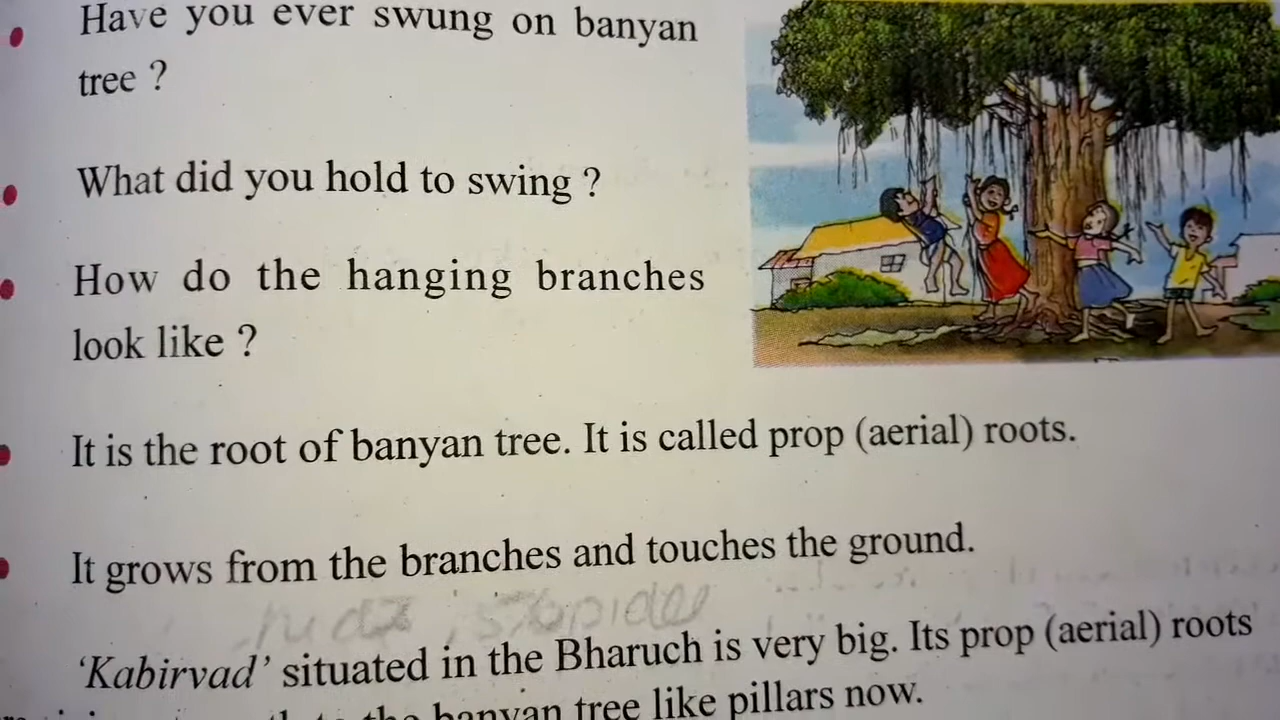 Have you ever swung on banyan
tree ?
What did you hold to swing ?
How do the hanging branches
look like ?
It is the root of banyan tree. It is called prop (aerial) roots.
It grows from the branches and touches the ground.
'Kabirvad' situated in the Bharuch is very big. Its prop (aerial) roots
the banyan tree like pillars now.